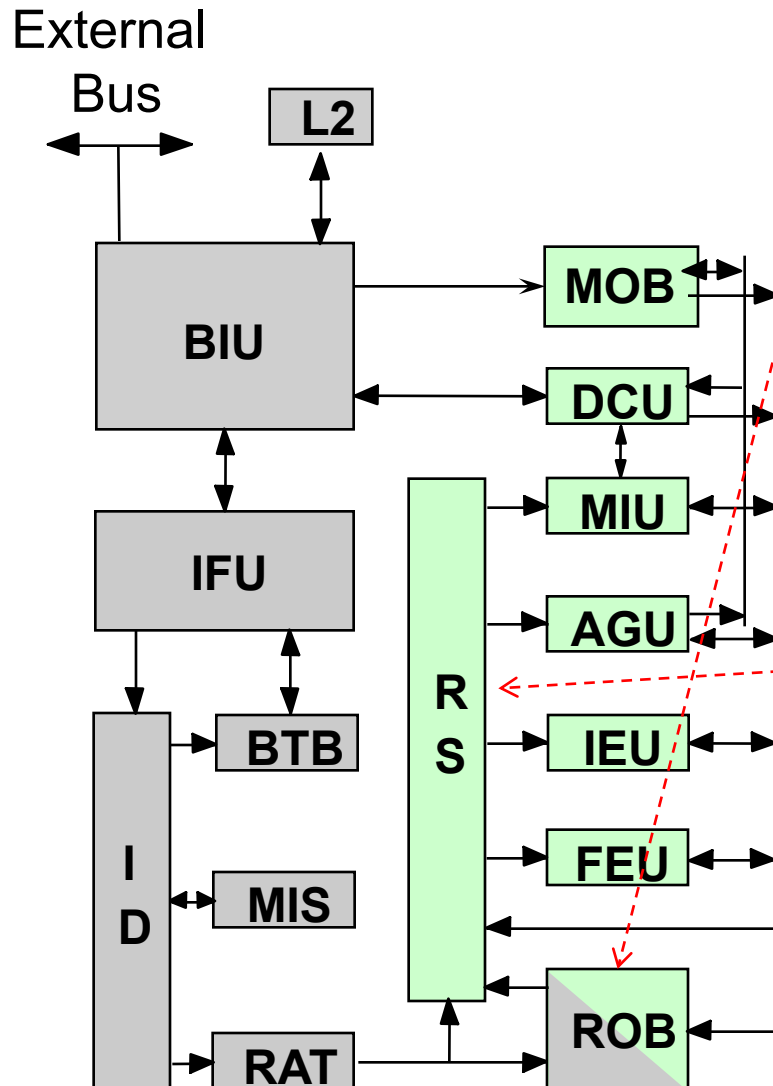 External
Bus
L2
MOB
BIU
DCU
MIU
IFU
AGU
R
S
BTB
IEU
I
D
FEU
MIS
ROB
RAT